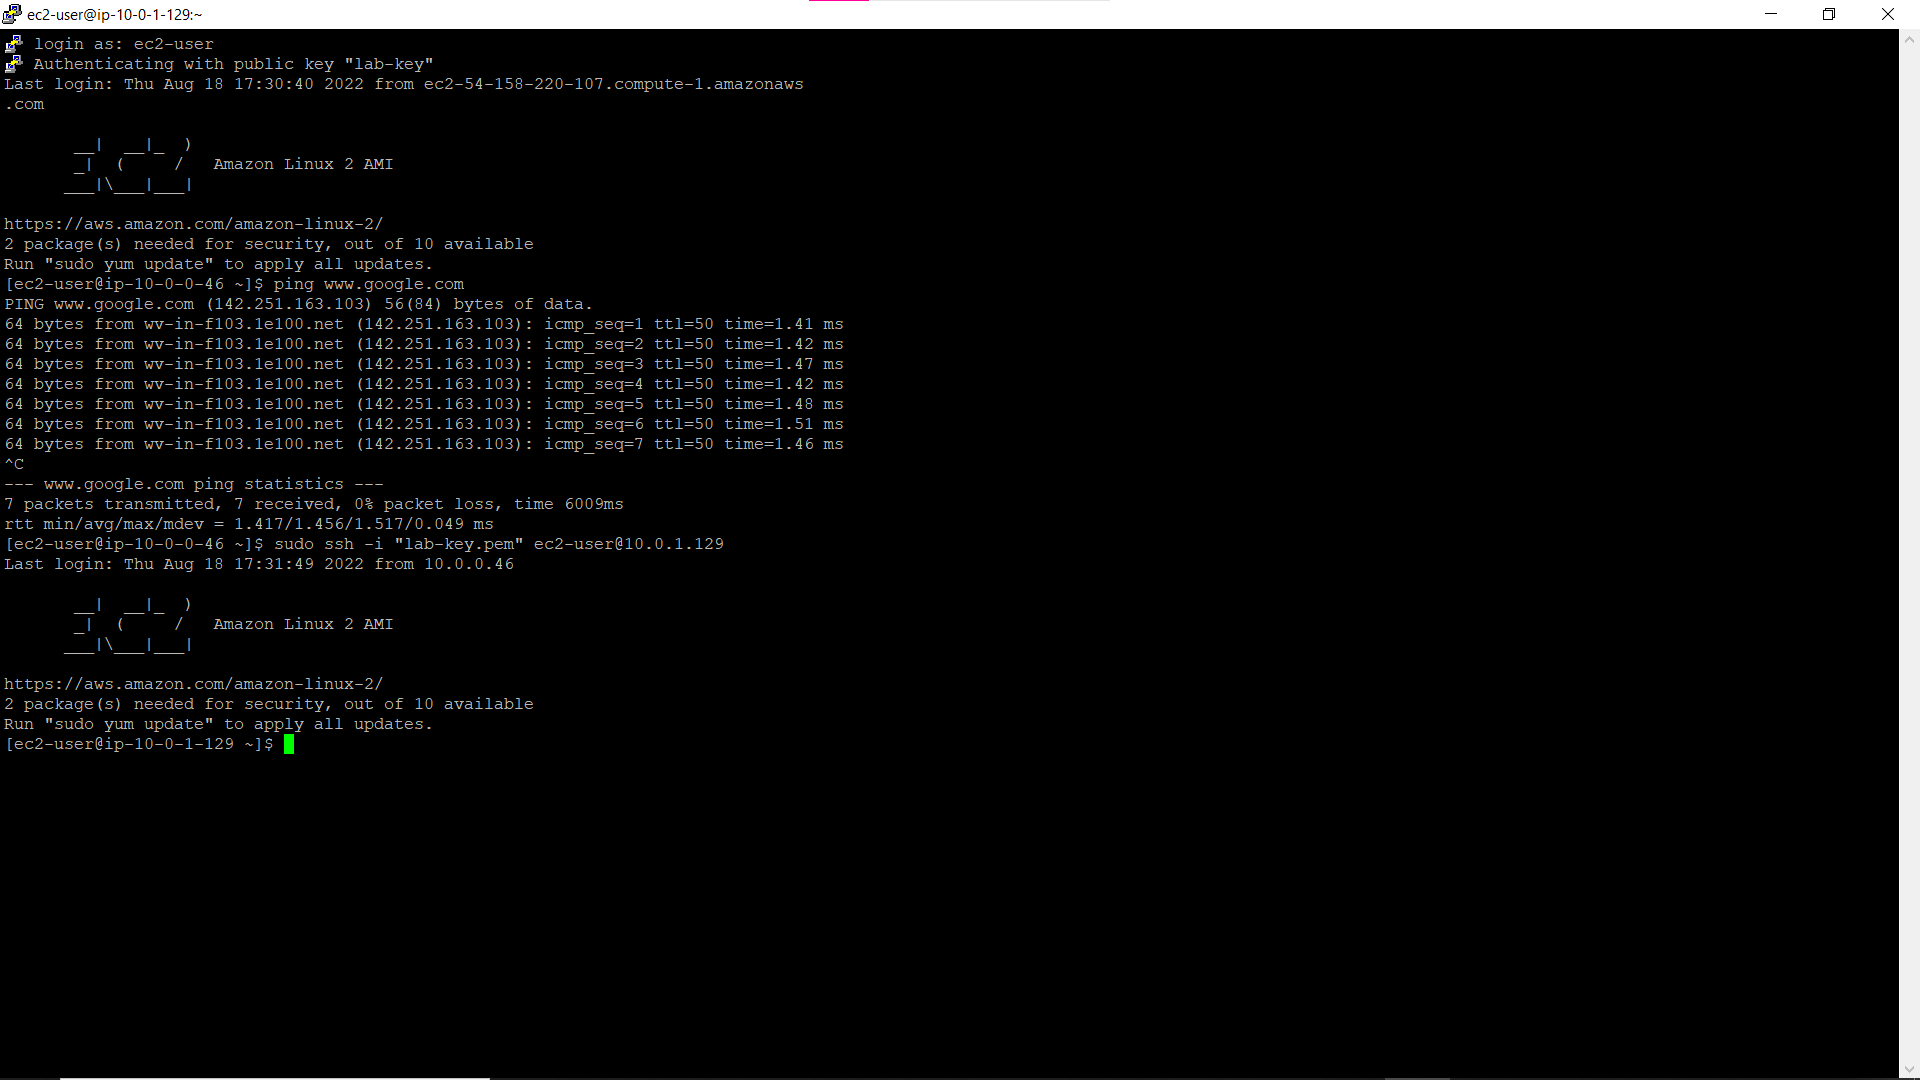 ec2-user@ip-10-0-1-129:~
login as: ec2-user
Authenticating with public key "lab-key"
Last login: Thu Aug 18 17:30:40 2022 from ec2-54-158-220-107.compute-1.amazonaws
.com
       __|  __|_  )
       _|  (     /   Amazon Linux 2 AMI
      ___|\___|___|
https://aws.amazon.com/amazon-linux-2/
2 package(s) needed for security, out of 10 available
Run "sudo yum update" to apply all updates.
[ec2-user@ip-10-0-0-46 ~]$ ping www.google.com
PING www.google.com (142.251.163.103) 56(84) bytes of data.
64 bytes from wv-in-f103.1e100.net (142.251.163.103): icmp_seq=1 ttl=50 time=1.41 ms
64 bytes from wv-in-f103.1e100.net (142.251.163.103): icmp_seq=2 ttl=50 time=1.42 ms
64 bytes from wv-in-f103.1e100.net (142.251.163.103): icmp_seq=3 ttl=50 time=1.47 ms
64 bytes from wv-in-f103.1e100.net (142.251.163.103): icmp_seq=4 ttl=50 time=1.42 ms
64 bytes from wv-in-f103.1e100.net (142.251.163.103): icmp_seq=5 ttl=50 time=1.48 ms
64 bytes from wv-in-f103.1e100.net (142.251.163.103): icmp_seq=6 ttl=50 time=1.51 ms
64 bytes from wv-in-f103.1e100.net (142.251.163.103): icmp_seq=7 ttl=50 time=1.46 ms
^C
--- www.google.com ping statistics ---
7 packets transmitted, 7 received, 0% packet loss, time 6009ms
rtt min/avg/max/mdev = 1.417/1.456/1.517/0.049 ms
[ec2-user@ip-10-0-0-46 ~]$ sudo ssh -i "lab-key.pem" ec2-user@10.0.1.129
Last login: Thu Aug 18 17:31:49 2022 from 10.0.0.46
       __|  __|_  )
       _|  (     /   Amazon Linux 2 AMI
      ___|\___|___|
https://aws.amazon.com/amazon-linux-2/
2 package(s) needed for security, out of 10 available
Run "sudo yum update" to apply all updates.
[ec2-user@ip-10-0-1-129 ~]$